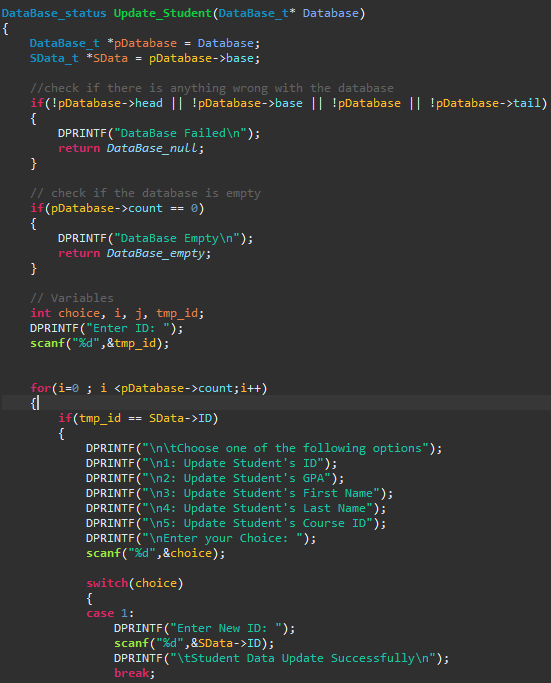 DataBase_status Update_Student(DataBase_t* Database)
{
    DataBase_t *pDatabase = Database;
    SData_t *SData = pDatabase->base;

    //check if there is anything wrong with the database
    if(!pDatabase->head || !pDatabase->base || !pDatabase || !pDatabase->tail)
    {
        DPRINTF("DataBase Failed\n");
        return DataBase_null;
    }

    // check if the database is empty
    if(pDatabase->count == 0)
    {
        DPRINTF("DataBase Empty\n");
        return DataBase_empty;
    }

    // Variables
    int choice, i, j, tmp_id;
    DPRINTF("Enter ID: ");
    scanf("%d",&tmp_id);


    for(i=0 ; i <pDatabase->count;i++)
    {
        if(tmp_id == SData->ID)
        {
            DPRINTF("\n\tChoose one of the following options");
            DPRINTF("\n1: Update Student's ID");
            DPRINTF("\n2: Update Student's GPA");
            DPRINTF("\n3: Update Student's First Name");
            DPRINTF("\n4: Update Student's Last Name");
            DPRINTF("\n5: Update Student's Course ID");
            DPRINTF("\nEnter your Choice: ");
            scanf("%d",&choice);

            switch(choice)
            {
            case 1:
                DPRINTF("Enter New ID: ");
                scanf("%d",&SData->ID);
                DPRINTF("\tStudent Data Update Successfully\n");
                break;